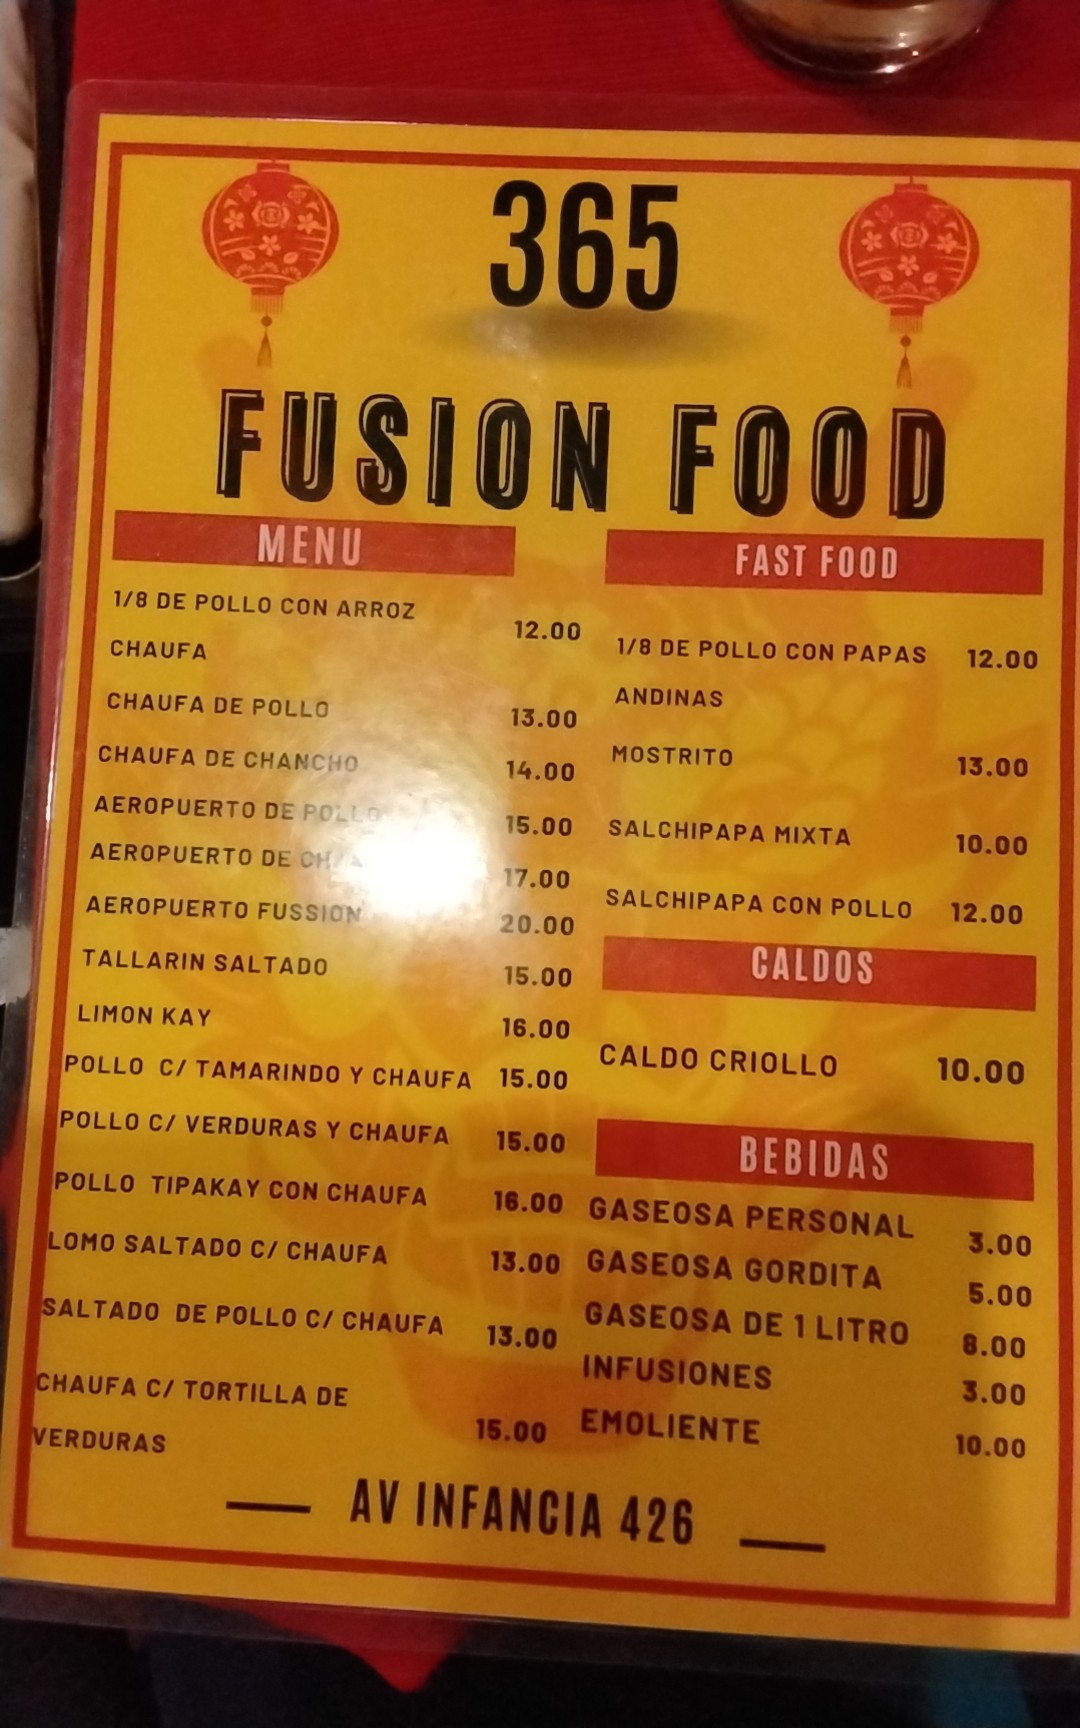 365
FUSION FOOD
MENU
1/8 DE POLLO CON ARROZ
CHAUFA 12.00
CHAUFA DE POLLO 13.00
CHAUFA DE CHANCHO 14.00
AEROPUERTO DE POLLO 15.00
AEROPUERTO DE 17.00
AEROPUERTO FUSSION 20.00
TALLARIN SALTADO 15.00
LIMON KAY 16.00
POLLO C/ TAMARINDO Y CHAUFA 15.00
POLLO C/ VERDURAS Y CHAUFA 15.00
POLLO TIPAKAY CON CHAUFA 16.00
LOMO SALTADO C/ CHAUFA 13.00
SALTADO DE POLLO C/ CHAUFA 13.00
CHAUFA C/ TORTILLA DE
VERDURAS 15.00
FAST FOOD
1/8 DE POLLO CON PAPAS 12.00
ANDINAS
MOSTRITO 13.00
SALCHIPAPA MIXTA 10.00
SALCHIPAPA CON POLLO 12.00
CALDOS
CALDO CRIOLLO 10.00
BEBIDAS
GASEOSA PERSONAL 3.00
GASEOSA GORDITA 5.00
GASEOSA DE 1 LITRO 8.00
INFUSIONES 3.00
EMOLIENTE 10.00
AV INFANCIA 426